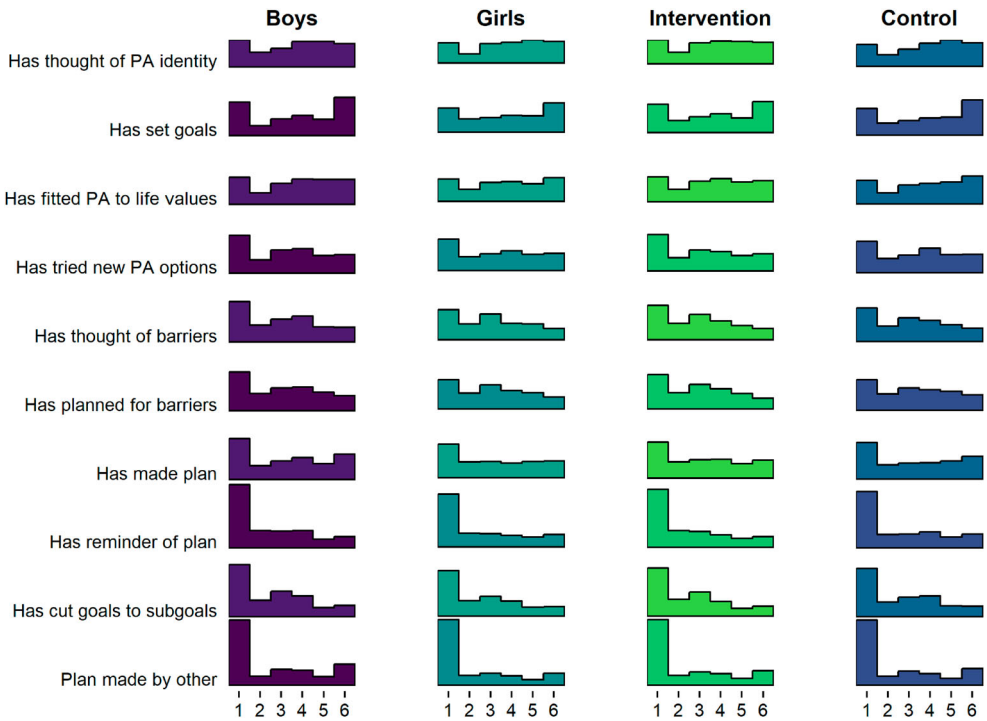 Boys Girls Intervention Control
Has thought of PA identity
Has set goals
Has fitted PA to life values
Has tried new PA options
Has thought of barriers
Has planned for barriers
Has made plan
Has reminder of plan
Has cut goals to subgoals
Plan made by other
1 2 3 4 5 6 1 2 3 4 5 6 1 2 3 4 5 6 1 2 3 4 5 6